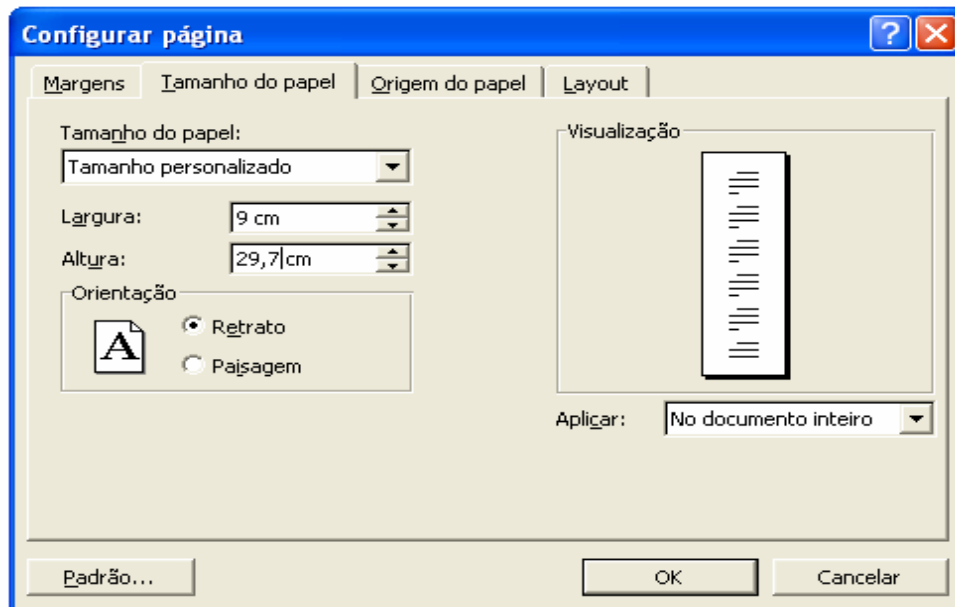 Configurar página
Margens Tamanho do papel Origem do papel Layout
Tamanho do papel:
Tamanho personalizado
Largura: 9 cm
Altura: 29,7 cm
Orientação
A
Retrato
Paisagem
Visualização
Aplicar: No documento inteiro
Padrão... OK Cancelar